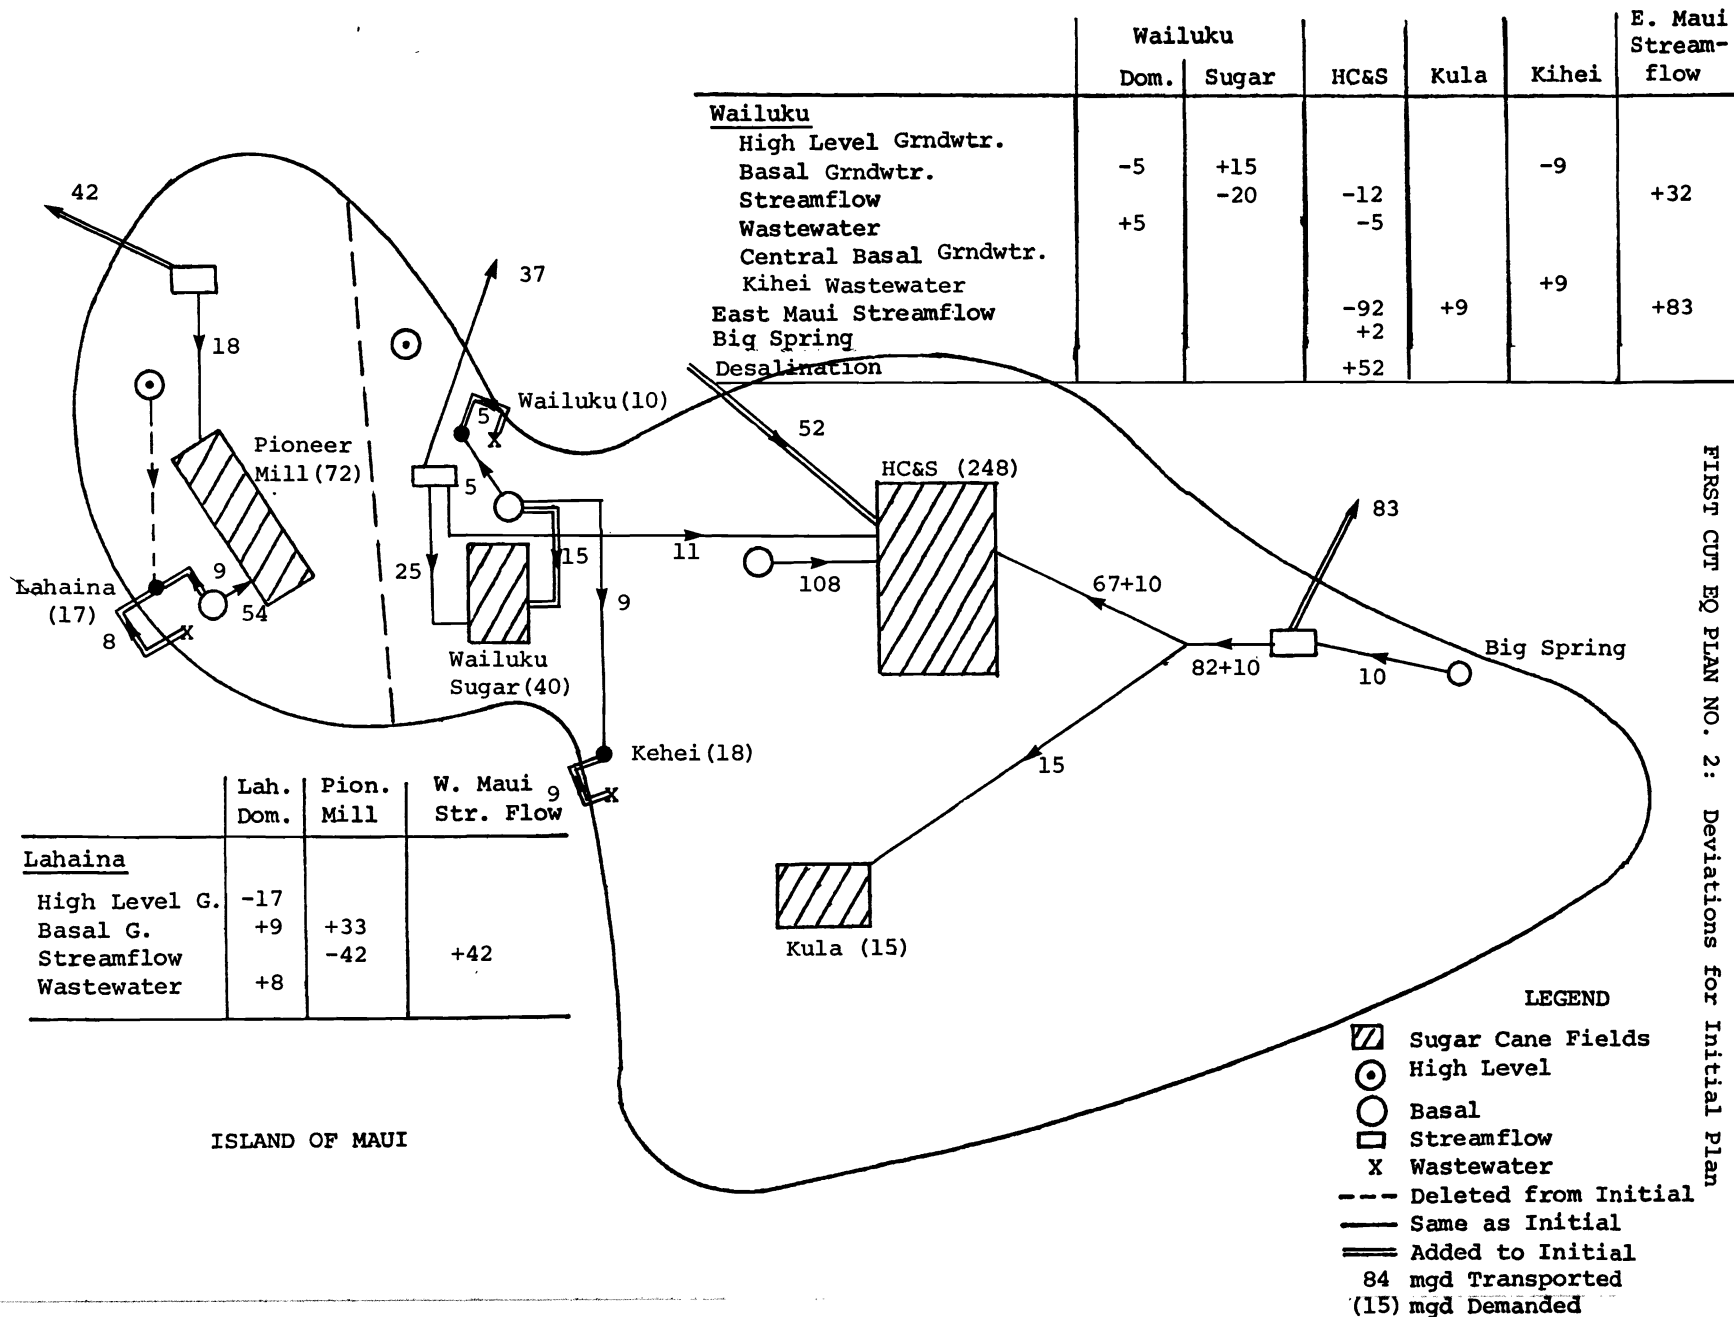 Wailuku
E. Maui
Stream-
flow
Dom. Sugar HC&S Kula Kihei
Wailuku
High Level Grndwtr.
Basal Grndwtr. -5 +15 -9
Streamflow -20 -12 +32
Wastewater +5 -5
Central Basal Grndwtr.
Kihei Wastewater +9
East Maui Streamflow -92 +9 +83
Big Spring +2
Desalination +52
42
18
37
Wailuku(10)
5
5
Pioneer
Mill(72)
Lahaina
(17)
9
54
8
25
15
9
11
Wailuku
Sugar(40)
52
HC&S (248)
108
67+10
83
82+10
10
Big Spring
15
Kehei(18)
9
Kula (15)
Lah. Pion. W. Maui
Dom. Mill Str. Flow
Lahaina
High Level G. -17
Basal G. +9 +33
Streamflow -42 +42
Wastewater +8
ISLAND OF MAUI
LEGEND
Sugar Cane Fields
High Level
Basal
Streamflow
X Wastewater
Deleted from Initial
Same as Initial
Added to Initial
84 mgd Transported
(15) mgd Demanded
FIRST CUT EQ PLAN NO. 2: Deviations for Initial Plan